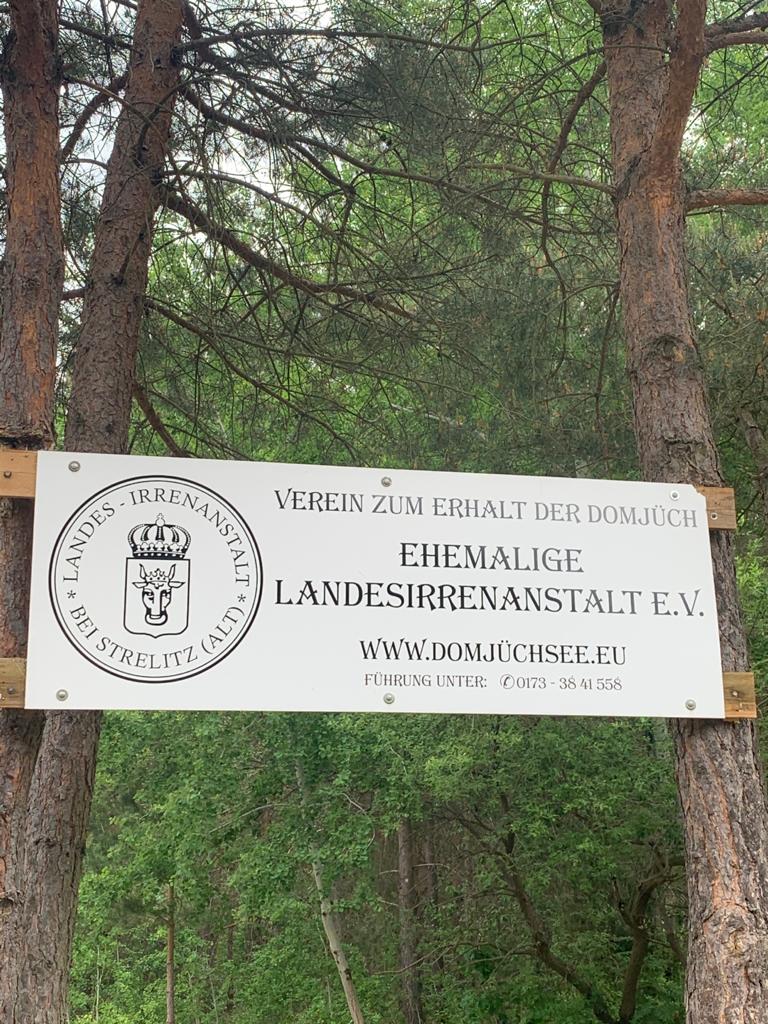 LANDES - IRRENANSTALT
* BEI STRELITZ (ALT) *
VEREIN ZUM ERHALT DER DOMJÜCH
EHEMALIGE
LANDESIRRENANSTALT E.V.
WWW.DOMJÜCHSEE.EU
FÜHRUNG UNTER: ✆0173 - 38 41 558